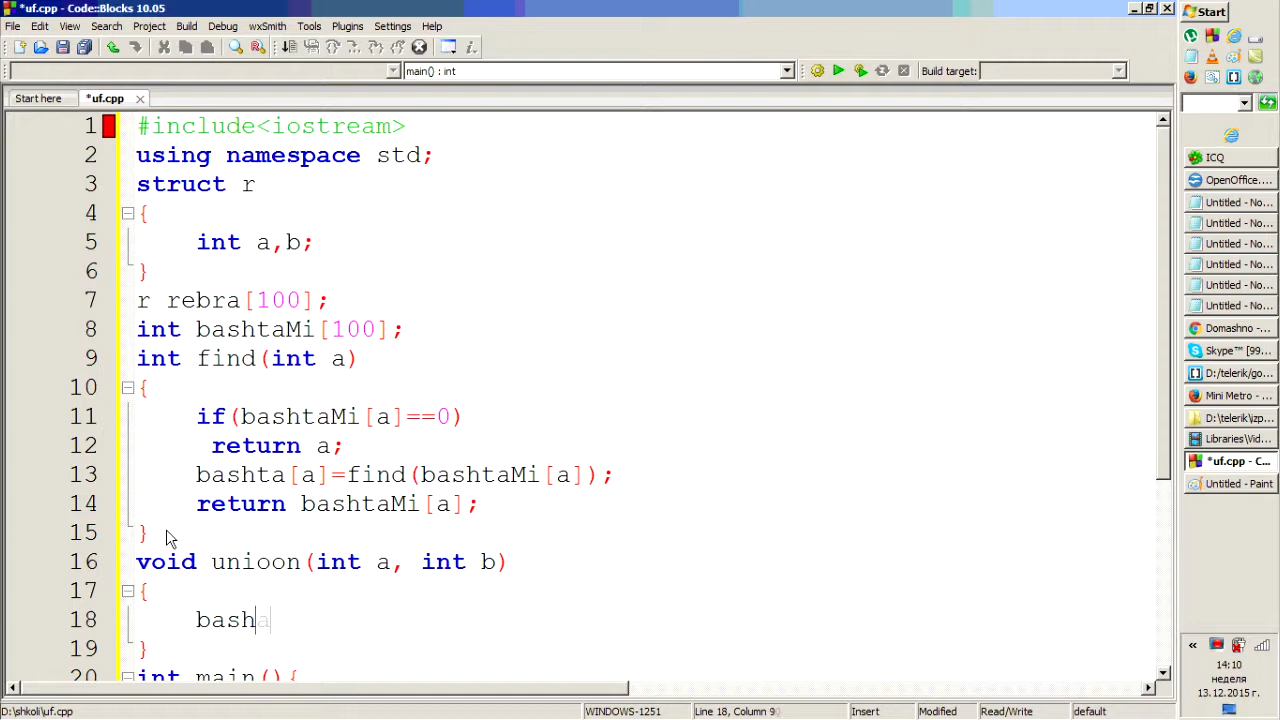 *uf.cpp - Code::Blocks 10.05
File Edit View Search Project Build Debug wxSmith Tools Plugins Settings Help
main() : int
Build target:
Start here *uf.cpp
1 #include<iostream>
2 using namespace std;
3 struct r
4 {
5 int a,b;
6 }
7 r rebra[100];
8 int bashtaMi[100];
9 int find(int a)
10 {
11 if(bashtaMi[a]==0)
12 return a;
13 bashta[a]=find(bashtaMi[a]);
14 return bashtaMi[a];
15 }
16 void unioon(int a, int b)
17 {
18 basha
19 }
20 int main(){
D:\shkoli\uf.cpp WINDOWS-1251 Line 18, Column 9 Insert Modified Read/Write default
Start
ICQ
OpenOffice....
Untitled - No...
Untitled - No...
Untitled - No...
Untitled - No...
Untitled - No...
Untitled - No...
Domashno -...
Skype™ [99...
D:/telerik/go...
Mini Metro -...
D:\telerik\izp...
Libraries\Vid...
*uf.cpp - C...
Untitled - Paint
«
14:10
неделя
13.12.2015 г.